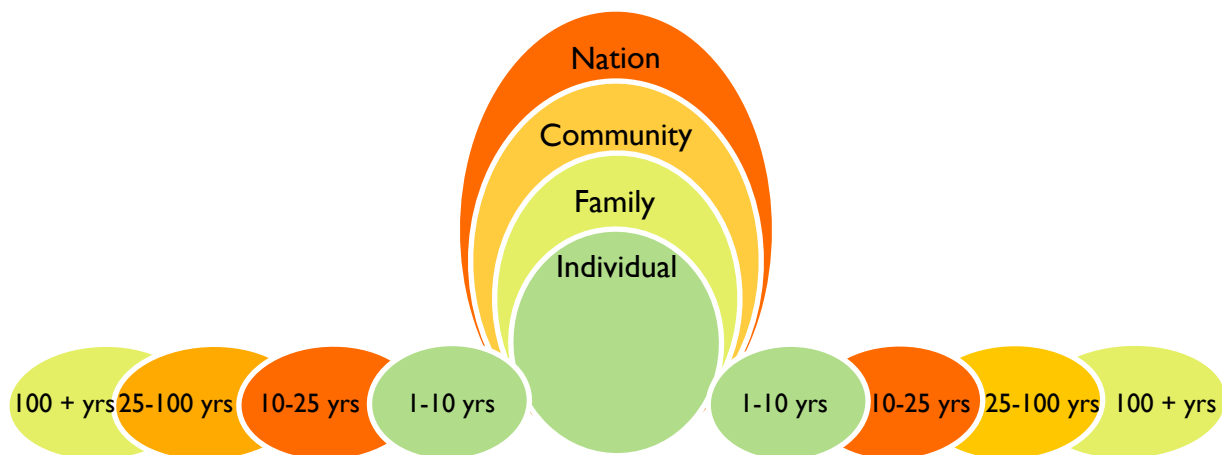 Nation
Community
Family
Individual
100 + yrs 25-100 yrs 10-25 yrs 1-10 yrs 1-10 yrs 10-25 yrs 25-100 yrs 100 + yrs